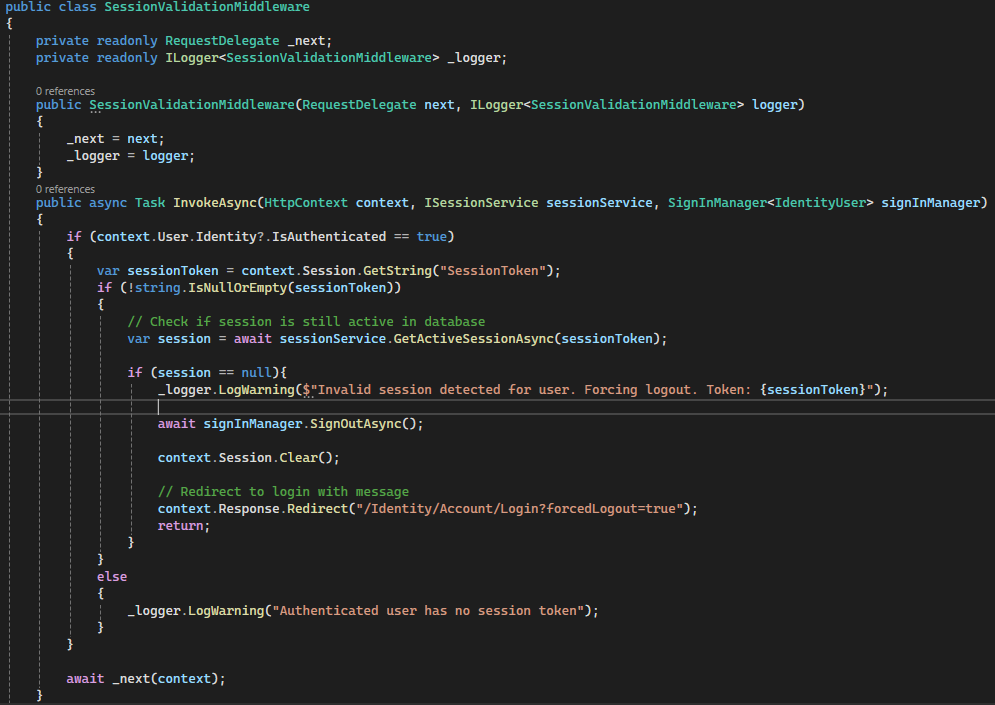 public class SessionValidationMiddleware
{
private readonly RequestDelegate _next;
private readonly ILogger<SessionValidationMiddleware> _logger;
0 references
public SessionValidationMiddleware(RequestDelegate next, ILogger<SessionValidationMiddleware> logger)
{
_next = next;
_logger = logger;
}
0 references
public async Task InvokeAsync(HttpContext context, ISessionService sessionService, SignInManager<IdentityUser> signInManager)
{
if (context.User.Identity?.IsAuthenticated == true)
{
var sessionToken = context.Session.GetString("SessionToken");
if (!string.IsNullOrEmpty(sessionToken))
{
// Check if session is still active in database
var session = await sessionService.GetActiveSessionAsync(sessionToken);
if (session == null){
_logger.LogWarning($"Invalid session detected for user. Forcing logout. Token: {sessionToken}");
await signInManager.SignOutAsync();
context.Session.Clear();
// Redirect to login with message
context.Response.Redirect("/Identity/Account/Login?forcedLogout=true");
return;
}
}
else
{
_logger.LogWarning("Authenticated user has no session token");
}
}
await _next(context);
}